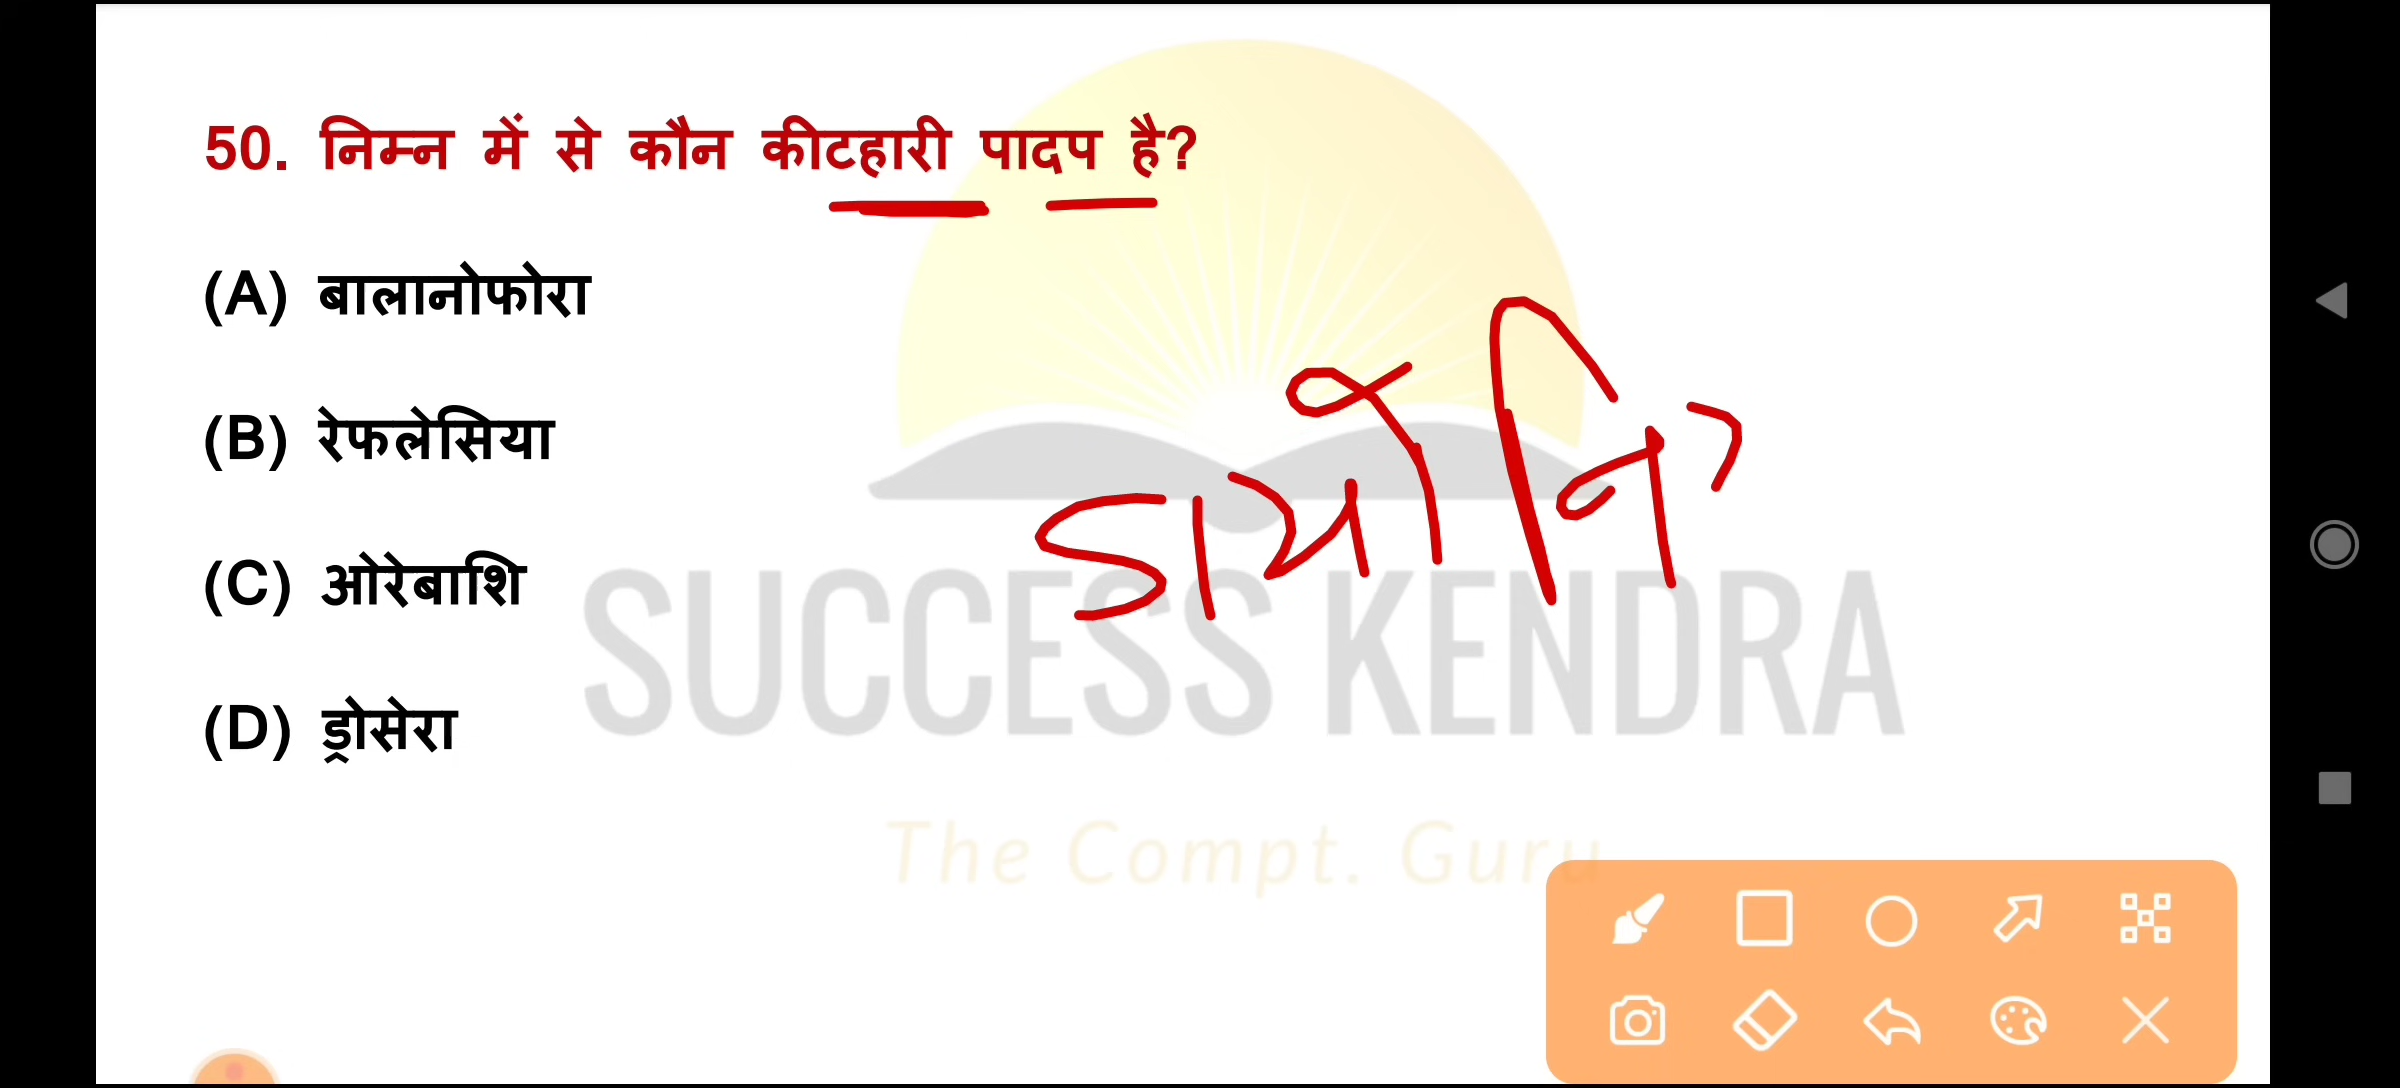 50. निम्न में से कौन कीटहारी पादप है?
(A) बालानोफोरा
(B) रेफलेसिया
(C) ओरेबाशि
(D) ड्रोसेरा
SUCCESS KENDRA
The Compt. Guru